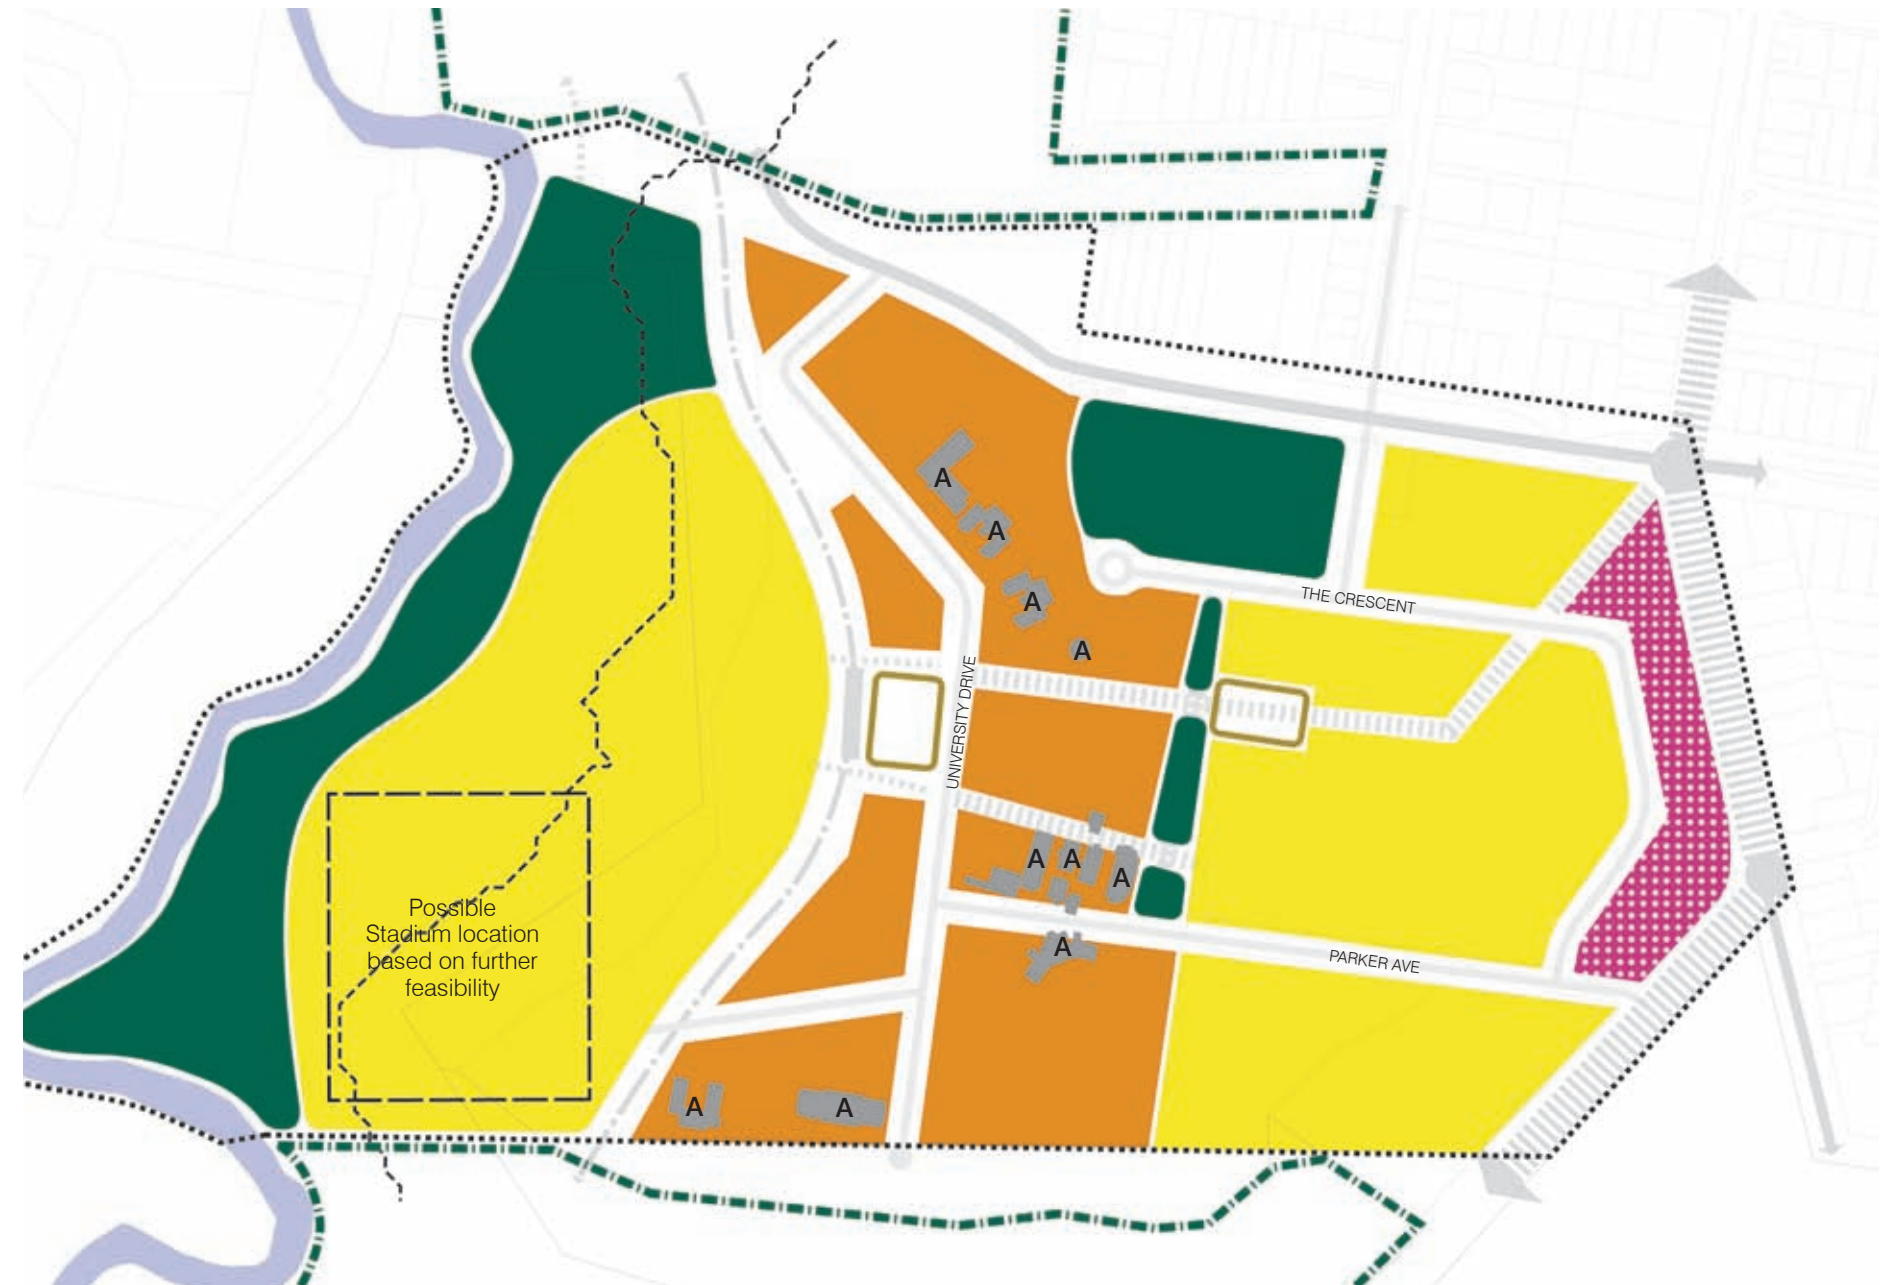 A
A
A
THE CRESCENT
A
UNIVERSITY DRIVE
A
A
A
Possible
Stadium location
based on further
feasibility
A
PARKER AVE
A
A